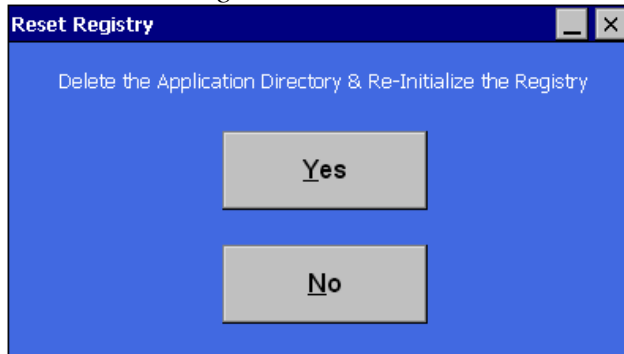 Reset Registry
Delete the Application Directory & Re-Initialize the Registry
Yes
No